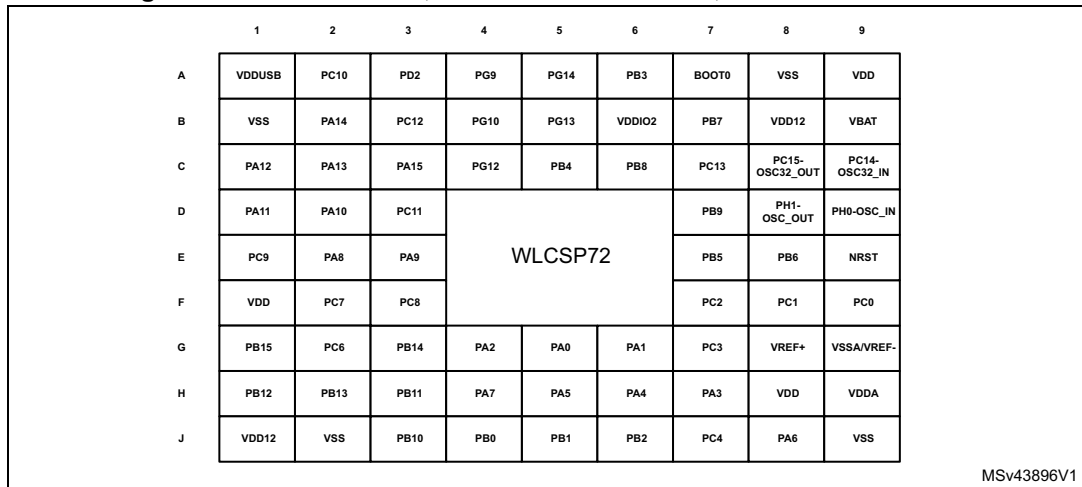 1 2 3 4 5 6 7 8 9
A VDDUSB PC10 PD2 PG9 PG14 PB3 BOOT0 VSS VDD
B VSS PA14 PC12 PG10 PG13 VDDIO2 PB7 VDD12 VBAT
C PA12 PA13 PA15 PG12 PB4 PB8 PC13 PC15-OSC32_OUT PC14-OSC32_IN
D PA11 PA10 PC11 PB9 PH1-OSC_OUT PH0-OSC_IN
WLCSP72
E PC9 PA8 PA9 PB5 PB6 NRST
F VDD PC7 PC8 PC2 PC1 PC0
G PB15 PC6 PB14 PA2 PA0 PA1 PC3 VREF+ VSSA/VREF-
H PB12 PB13 PB11 PA7 PA5 PA4 PA3 VDD VDDA
J VDD12 VSS PB10 PB0 PB1 PB2 PC4 PA6 VSS
MSv43896V1